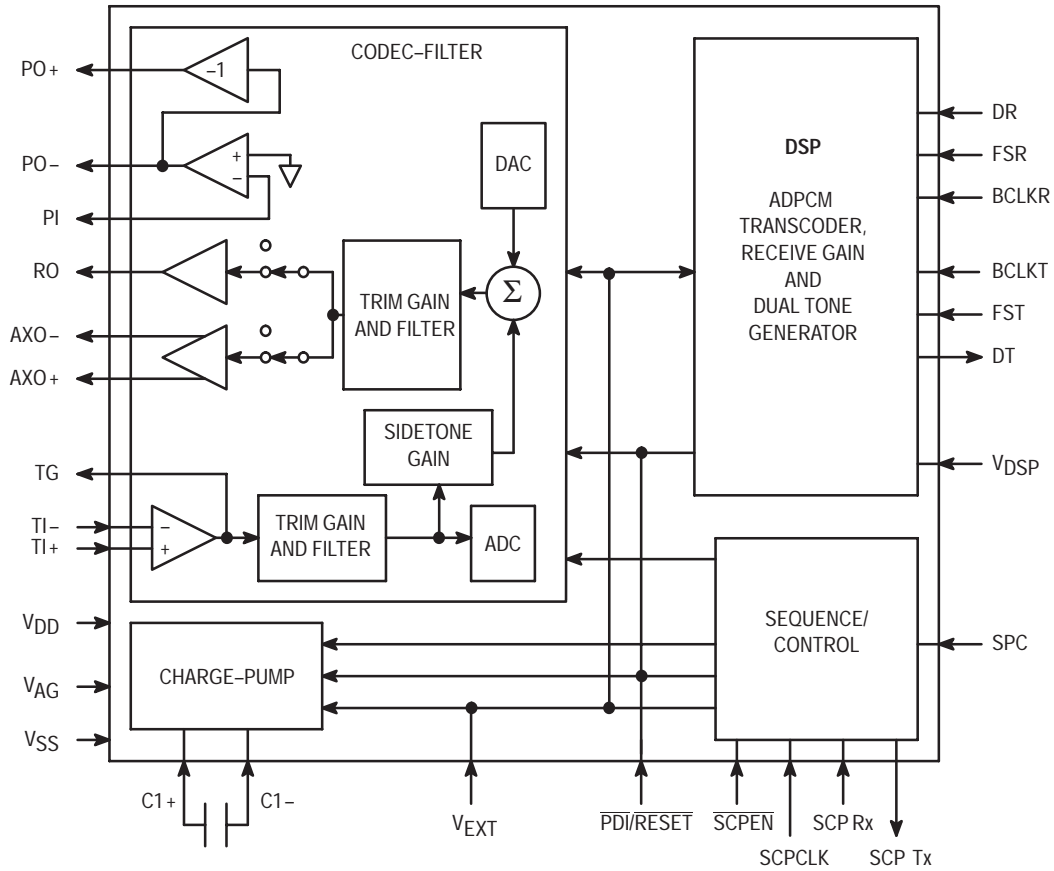 CODEC–FILTER
PO+
–1
PO–
+
–
PI
RO
AXO–
AXO+
TRIM GAIN
AND FILTER
DAC
Σ
SIDETONE
GAIN
TG
TI–
TI+
–
+
TRIM GAIN
AND FILTER
ADC
DSP
ADPCM
TRANSCODER,
RECEIVE GAIN
AND
DUAL TONE
GENERATOR
DR
FSR
BCLKR
BCLKT
FST
DT
VDSP
SEQUENCE/
CONTROL
SPC
VDD
VAG
VSS
CHARGE–PUMP
C1+
C1–
VEXT
PDI/RESET
SCPEN
SCPCLK
SCP Rx
SCP Tx